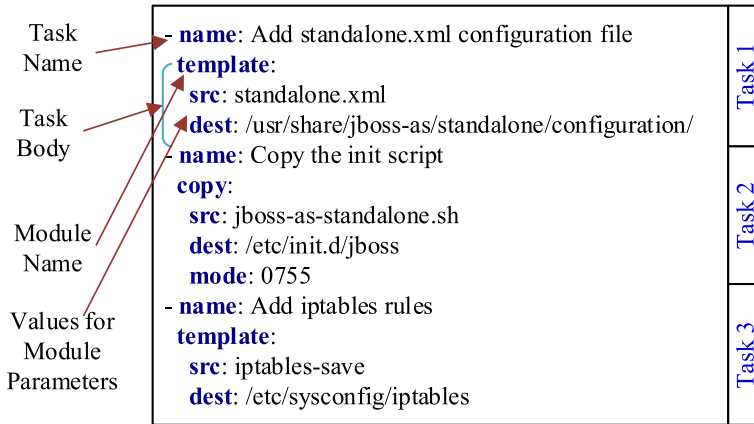 Task
Name
Task
Body
Module
Name
Values for
Module
Parameters
- name: Add standalone.xml configuration file
template:
src: standalone.xml
dest: /usr/share/jboss-as/standalone/configuration/
- name: Copy the init script
copy:
src: jboss-as-standalone.sh
dest: /etc/init.d/jboss
mode: 0755
- name: Add iptables rules
template:
src: iptables-save
dest: /etc/sysconfig/iptables
Task 1
Task 2
Task 3